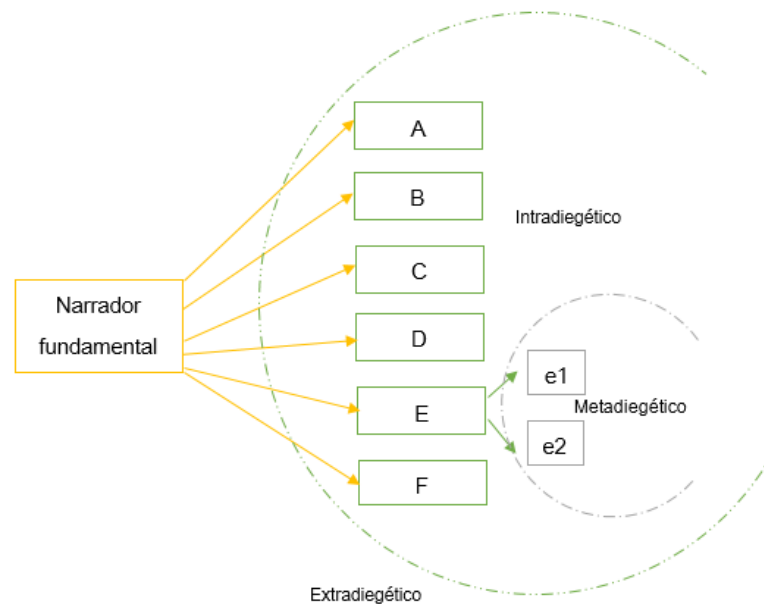 A
B
Intradiegético
C
Narrador
fundamental
D
e1
E
Metadiegético
e2
F
Extradiegético